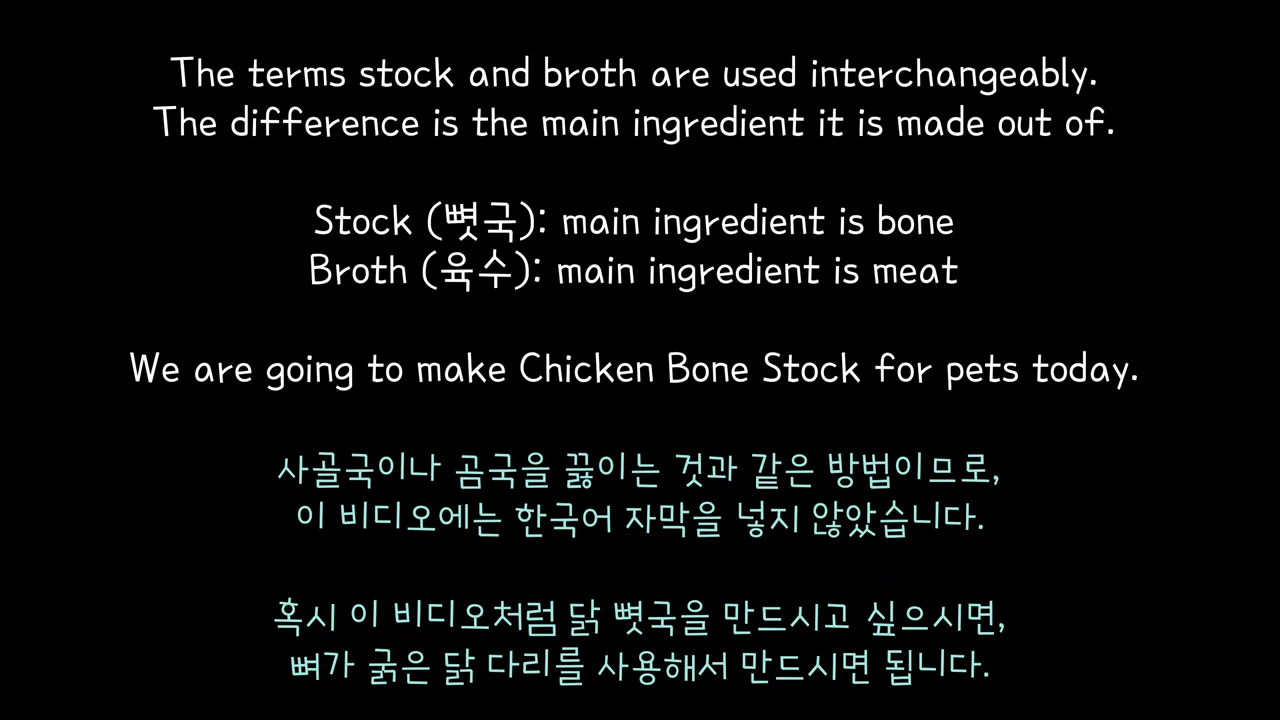 The terms stock and broth are used interchangeably.
The difference is the main ingredient it is made out of.
Stock (뼛국): main ingredient is bone
Broth (육수): main ingredient is meat
We are going to make Chicken Bone Stock for pets today.
사골국이나 곰국을 끓이는 것과 같은 방법이므로,
이 비디오에는 한국어 자막을 넣지 않았습니다.
혹시 이 비디오처럼 닭 뼛국을 만드시고 싶으시면,
뼈가 굵은 닭 다리를 사용해서 만드시면 됩니다.